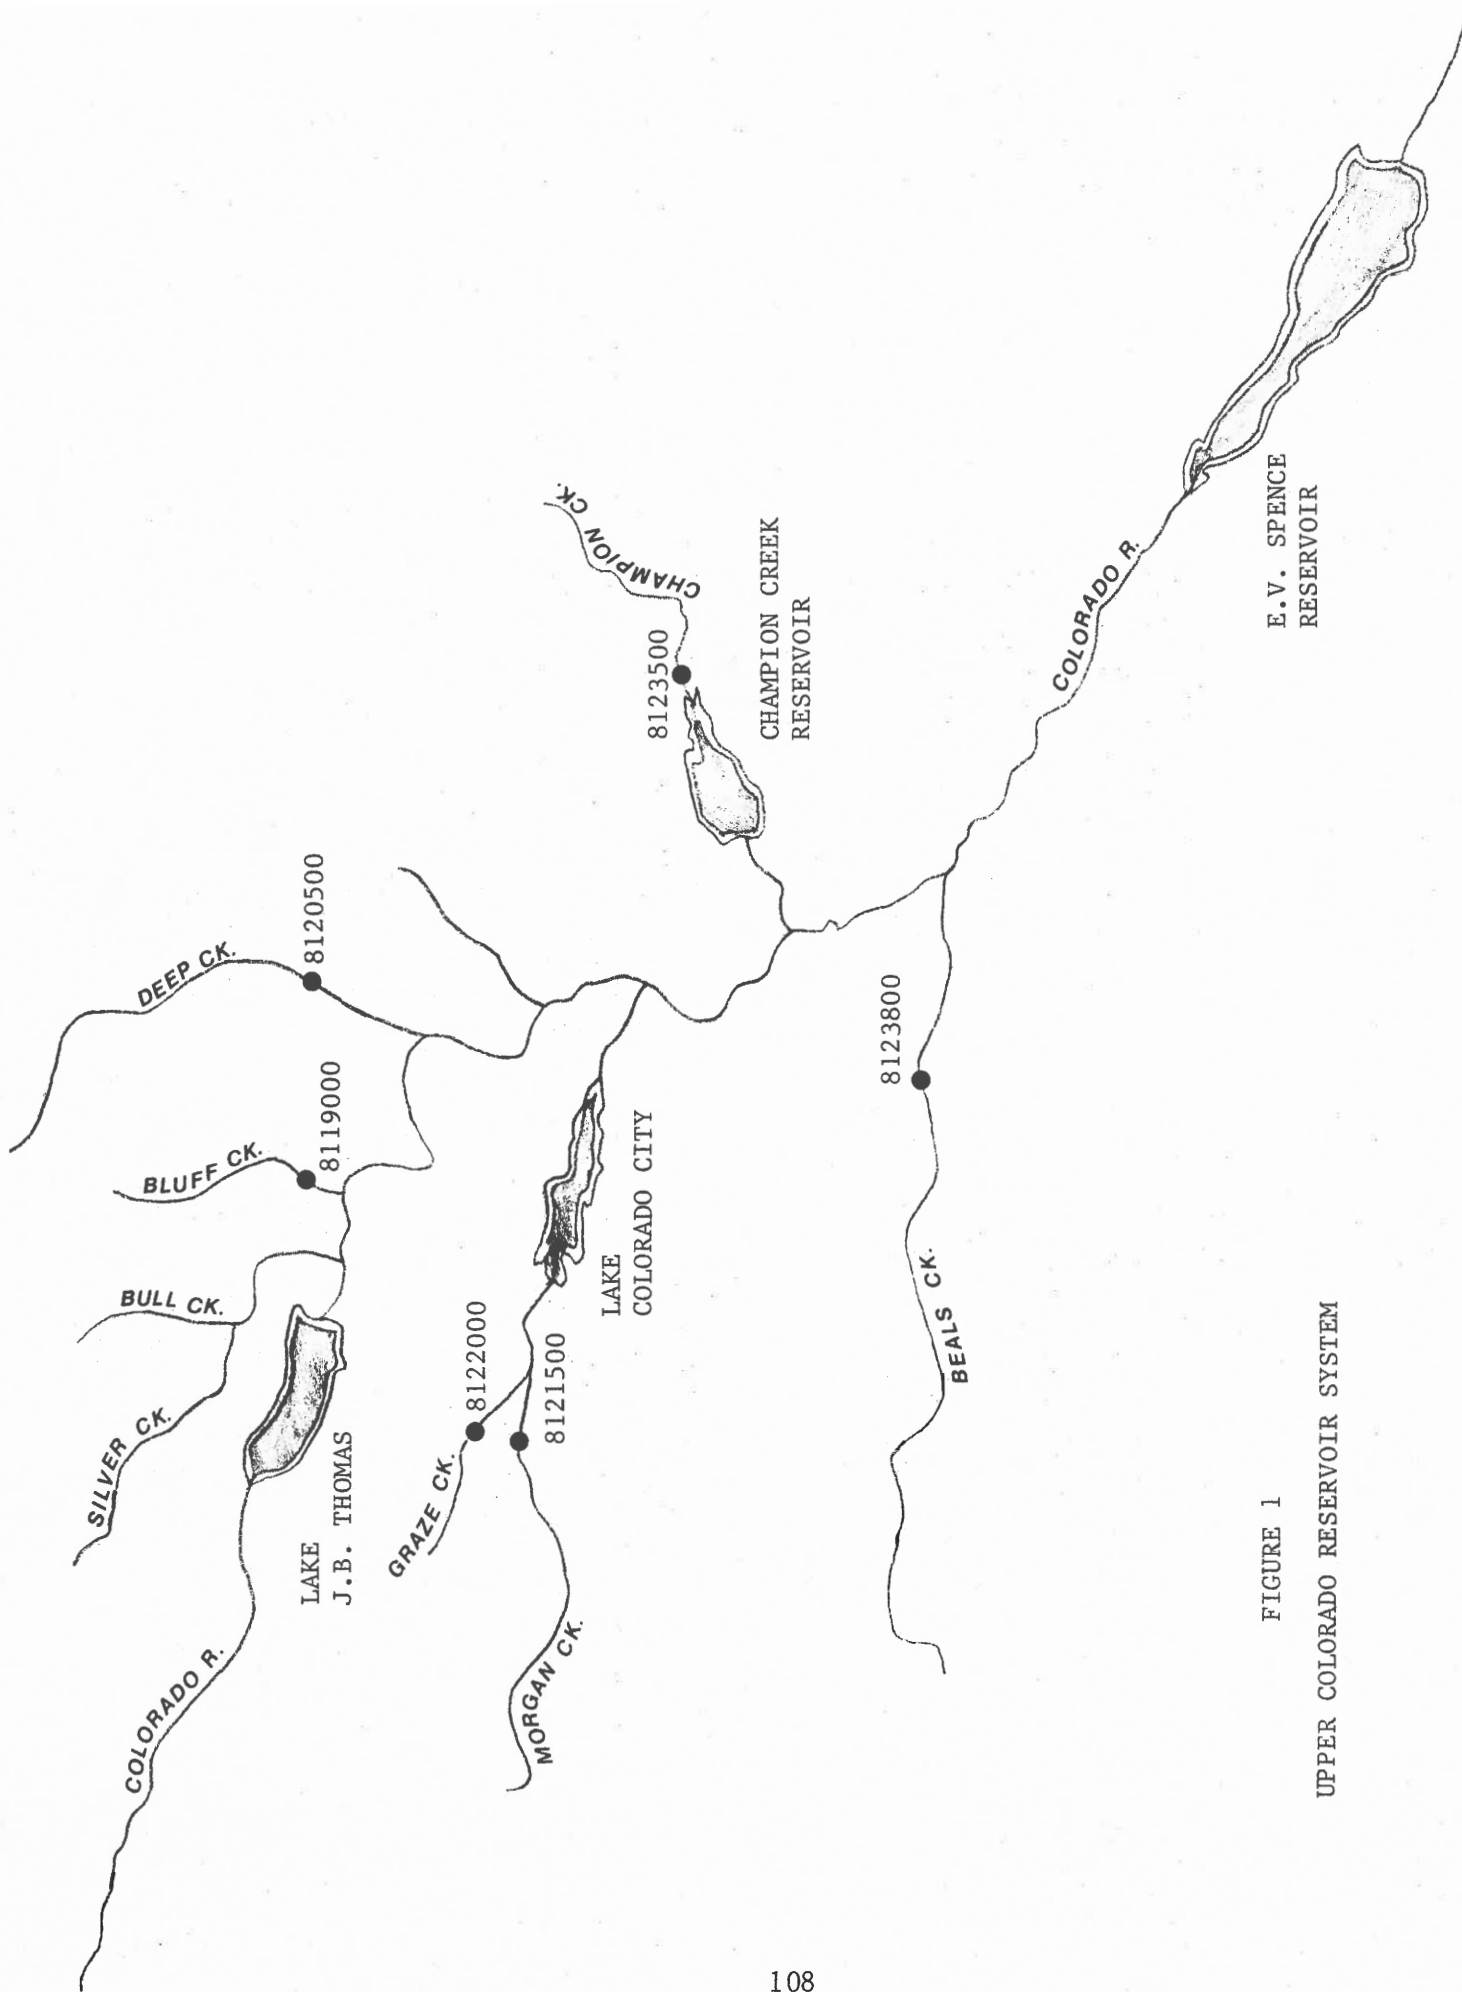 COLORADO R.
SILVER CK.
BULL CK.
BLUFF CK.
8119000
DEEP CK.
8120500
LAKE
J.B. THOMAS
GRAZE CK.
8122000
MORGAN CK.
8121500
LAKE
COLORADO CITY
CHAMPION CK.
8123500
CHAMPION CREEK
RESERVOIR
BEALS CK.
8123800
COLORADO R.
E.V. SPENCE
RESERVOIR
FIGURE 1
UPPER COLORADO RESERVOIR SYSTEM
108